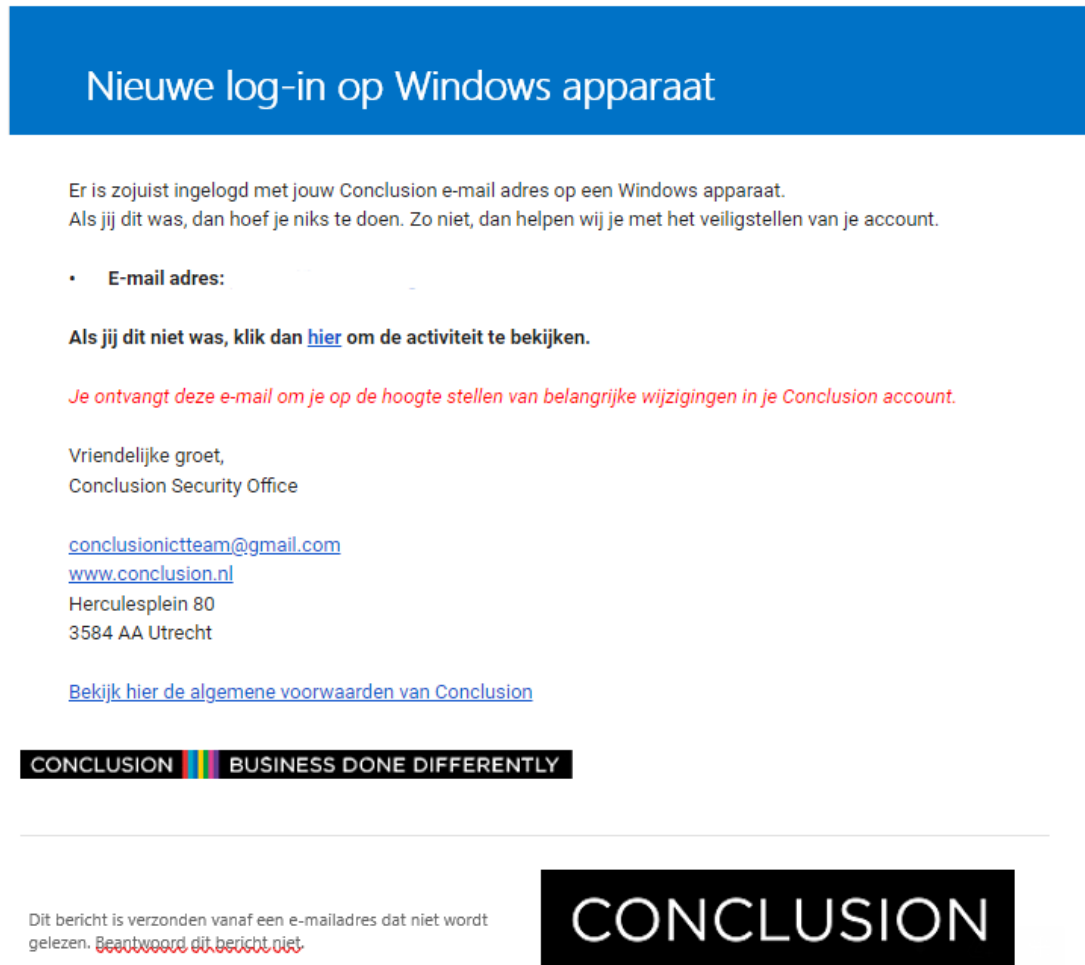 Nieuwe log-in op Windows apparaat
Er is zojuist ingelogd met jouw Conclusion e-mail adres op een Windows apparaat.
Als jij dit was, dan hoef je niks te doen. Zo niet, dan helpen wij je met het veiligstellen van je account.
• E-mail adres:
Als jij dit niet was, klik dan hier om de activiteit te bekijken.
Je ontvangt deze e-mail om je op de hoogte stellen van belangrijke wijzigingen in je Conclusion account.
Vriendelijke groet,
Conclusion Security Office
conclusionictteam@gmail.com
www.conclusion.nl
Herculesplein 80
3584 AA Utrecht
Bekijk hier de algemene voorwaarden van Conclusion
CONCLUSION BUSINESS DONE DIFFERENTLY
Dit bericht is verzonden vanaf een e-mailadres dat niet wordt
gelezen. Beantwoord dit bericht niet.
CONCLUSION